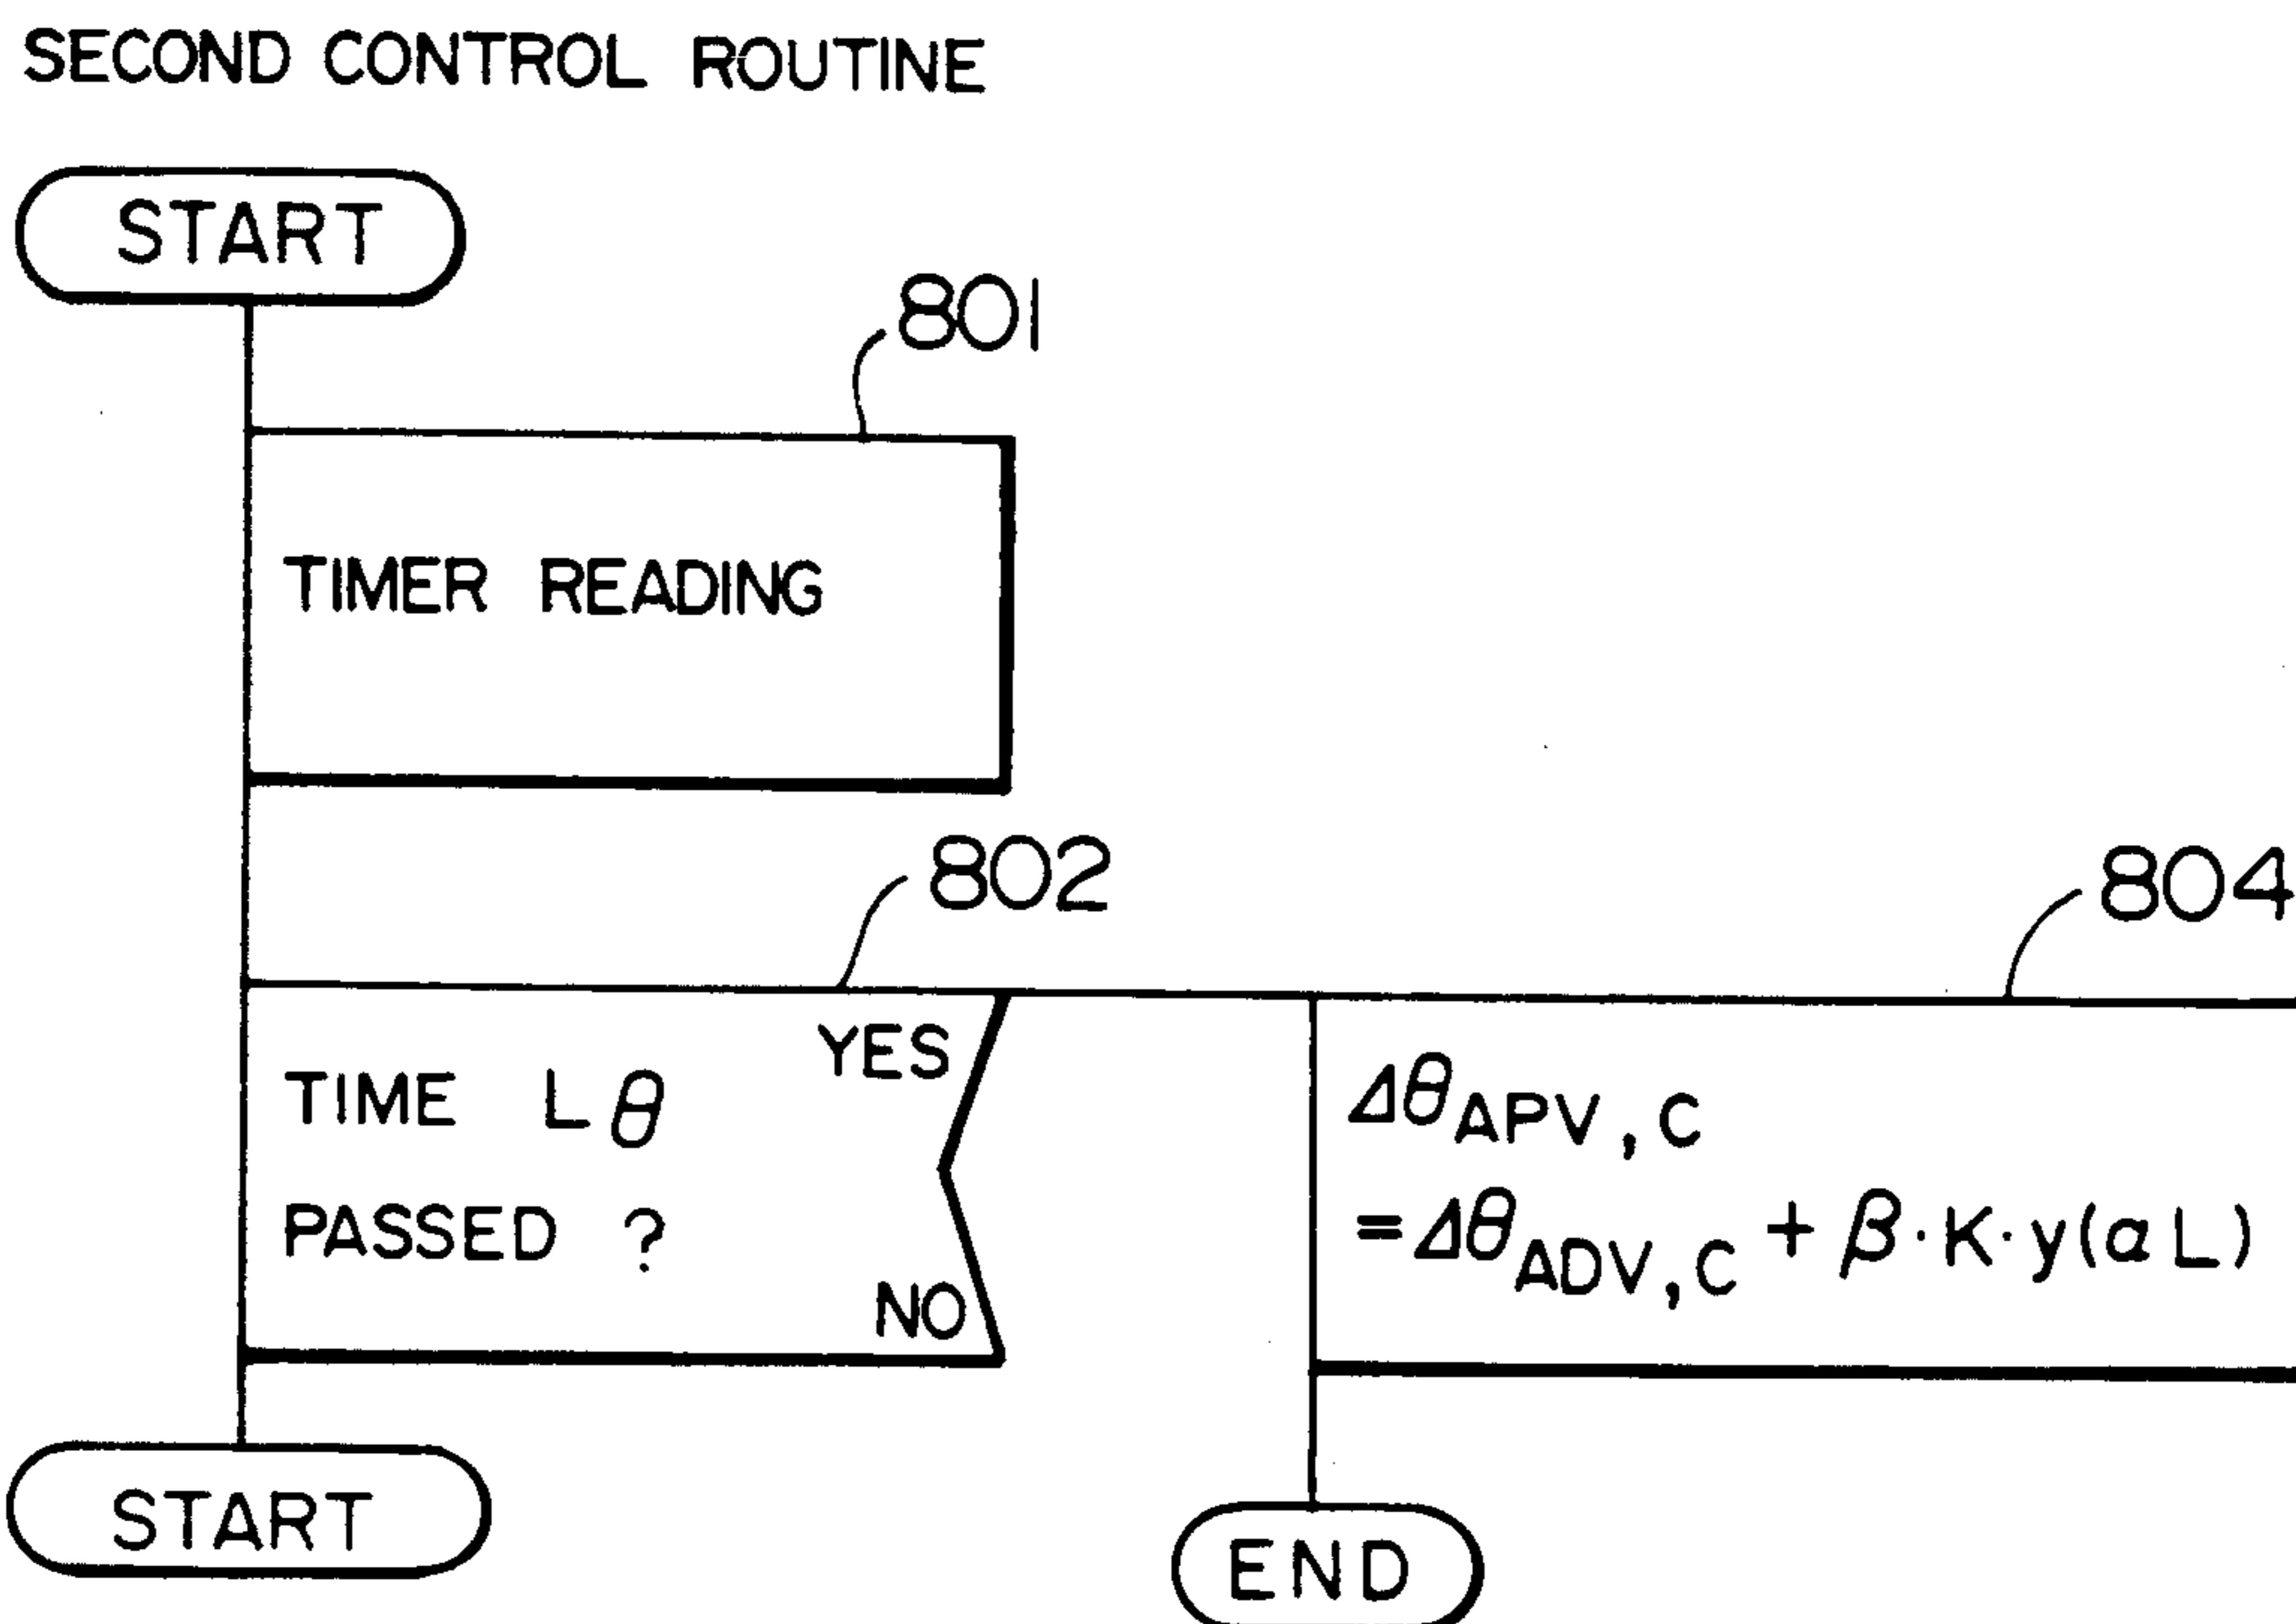 SECOND CONTROL ROUTINE
START
801
TIMER READING
802
804
YES
TIME Lθ
PASSED ?
NO
ΔθAPV, C
=ΔθADV, C + β·K·y(αL)
START
END